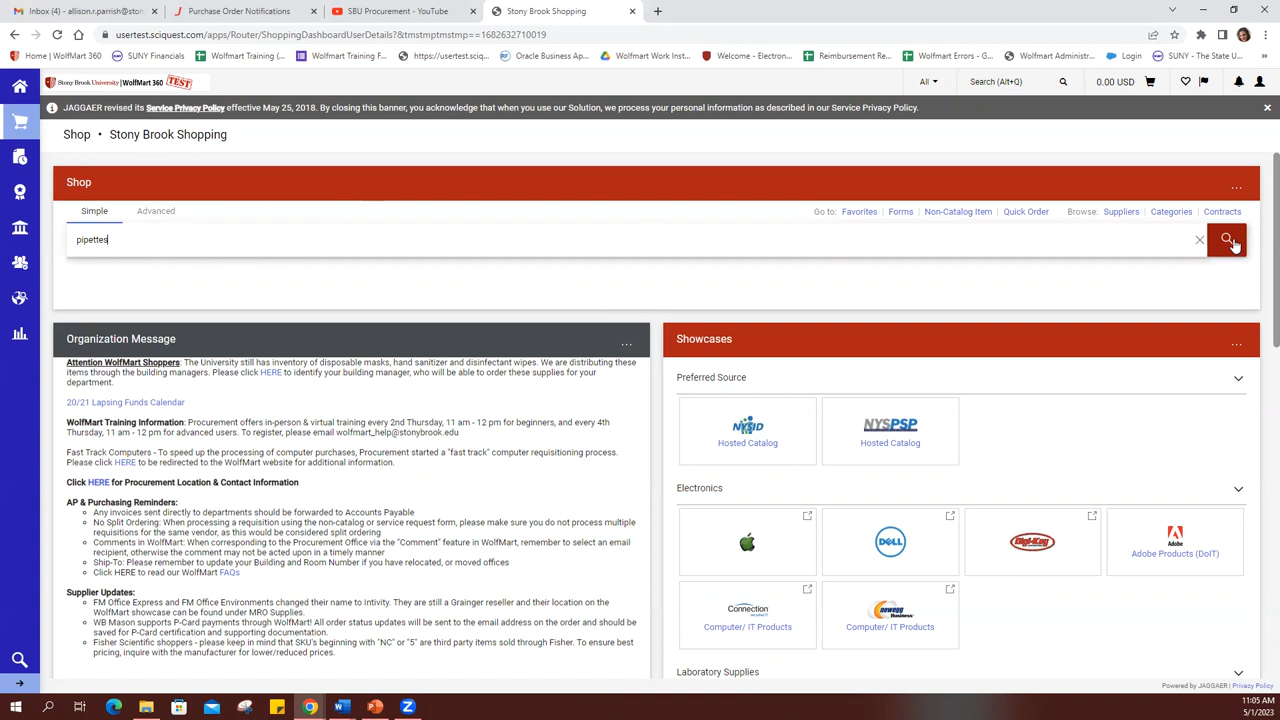 Inbox (4) - allison.r.parrish@sto
Purchase Order Notifications
SBU Procurement - YouTube
Stony Brook Shopping
usertest.sciquest.com/apps/Router/ShoppingDashboardUserDetails?&tmstmptmstmp==1682632710019
Home | WolfMart 360
SUNY Financials
Wolfmart Training (...
Wolfmart Training F...
https://usertest.sciq...
Oracle Business Ap...
Wolfmart Work Inst...
Welcome - Electron...
Reimbursement Re...
Wolfmart Errors - G...
Wolfmart Administr...
Login
SUNY - The State U...
Stony Brook University | WolfMart 360 TEST
All
Search (Alt+Q)
0.00 USD
JAGGAER revised its Service Privacy Policy effective May 25, 2018. By closing this banner, you acknowledge that when you use our Solution, we process your personal information as described in our Service Privacy Policy.
Shop • Stony Brook Shopping
Shop
Simple
Advanced
Go to: Favorites | Forms | Non-Catalog Item | Quick Order Browse: Suppliers | Categories | Contracts
pipettes
Organization Message
Attention WolfMart Shoppers: The University still has inventory of disposable masks, hand sanitizer and disinfectant wipes. We are distributing these
items through the building managers. Please click HERE to identify your building manager, who will be able to order these supplies for your
department.
20/21 Lapsing Funds Calendar
WolfMart Training Information: Procurement offers in-person & virtual training every 2nd Thursday, 11 am - 12 pm for beginners, and every 4th
Thursday, 11 am - 12 pm for advanced users. To register, please email wolfmart_help@stonybrook.edu
Fast Track Computers - To speed up the processing of computer purchases, Procurement started a "fast track" computer requisitioning process.
Please click HERE to be redirected to the WolfMart website for additional information.
Click HERE for Procurement Location & Contact Information
AP & Purchasing Reminders:
Any invoices sent directly to departments should be forwarded to Accounts Payable
No Split Ordering: When processing a requisition using the non-catalog or service request form, please make sure you do not process multiple
requisitions for the same vendor, as this would be considered split ordering
Comments in WolfMart: When corresponding to the Procurement Office via the "Comment" feature in WolfMart, remember to select an email
recipient, otherwise the comment may not be acted upon in a timely manner
Ship-To: Please remember to update your Building and Room Number if you have relocated, or moved offices
Click HERE to read our WolfMart FAQs
Supplier Updates:
FM Office Express and FM Office Environments changed their name to Intivity. They are still a Grainger reseller and their location on the
WolfMart showcase can be found under MRO Supplies.
WB Mason supports P-Card payments through WolfMart! All order status updates will be sent to the email address on the order and should be
saved for P-Card certification and supporting documentation.
Fisher Scientific shoppers - please keep in mind that SKU's beginning with "NC" or "5" are third party items sold through Fisher. To ensure best
pricing, inquire with the manufacturer for lower/reduced prices.
Showcases
Preferred Source
NYSID
Hosted Catalog
NYSPSP
Hosted Catalog
Electronics
DELL
Digi-Key
Adobe
Adobe Products (DoIT)
Connection
Computer/ IT Products
newegg
Business
Computer/ IT Products
Laboratory Supplies
Powered by JAGGAER | Privacy Policy
11:05 AM
5/1/2023